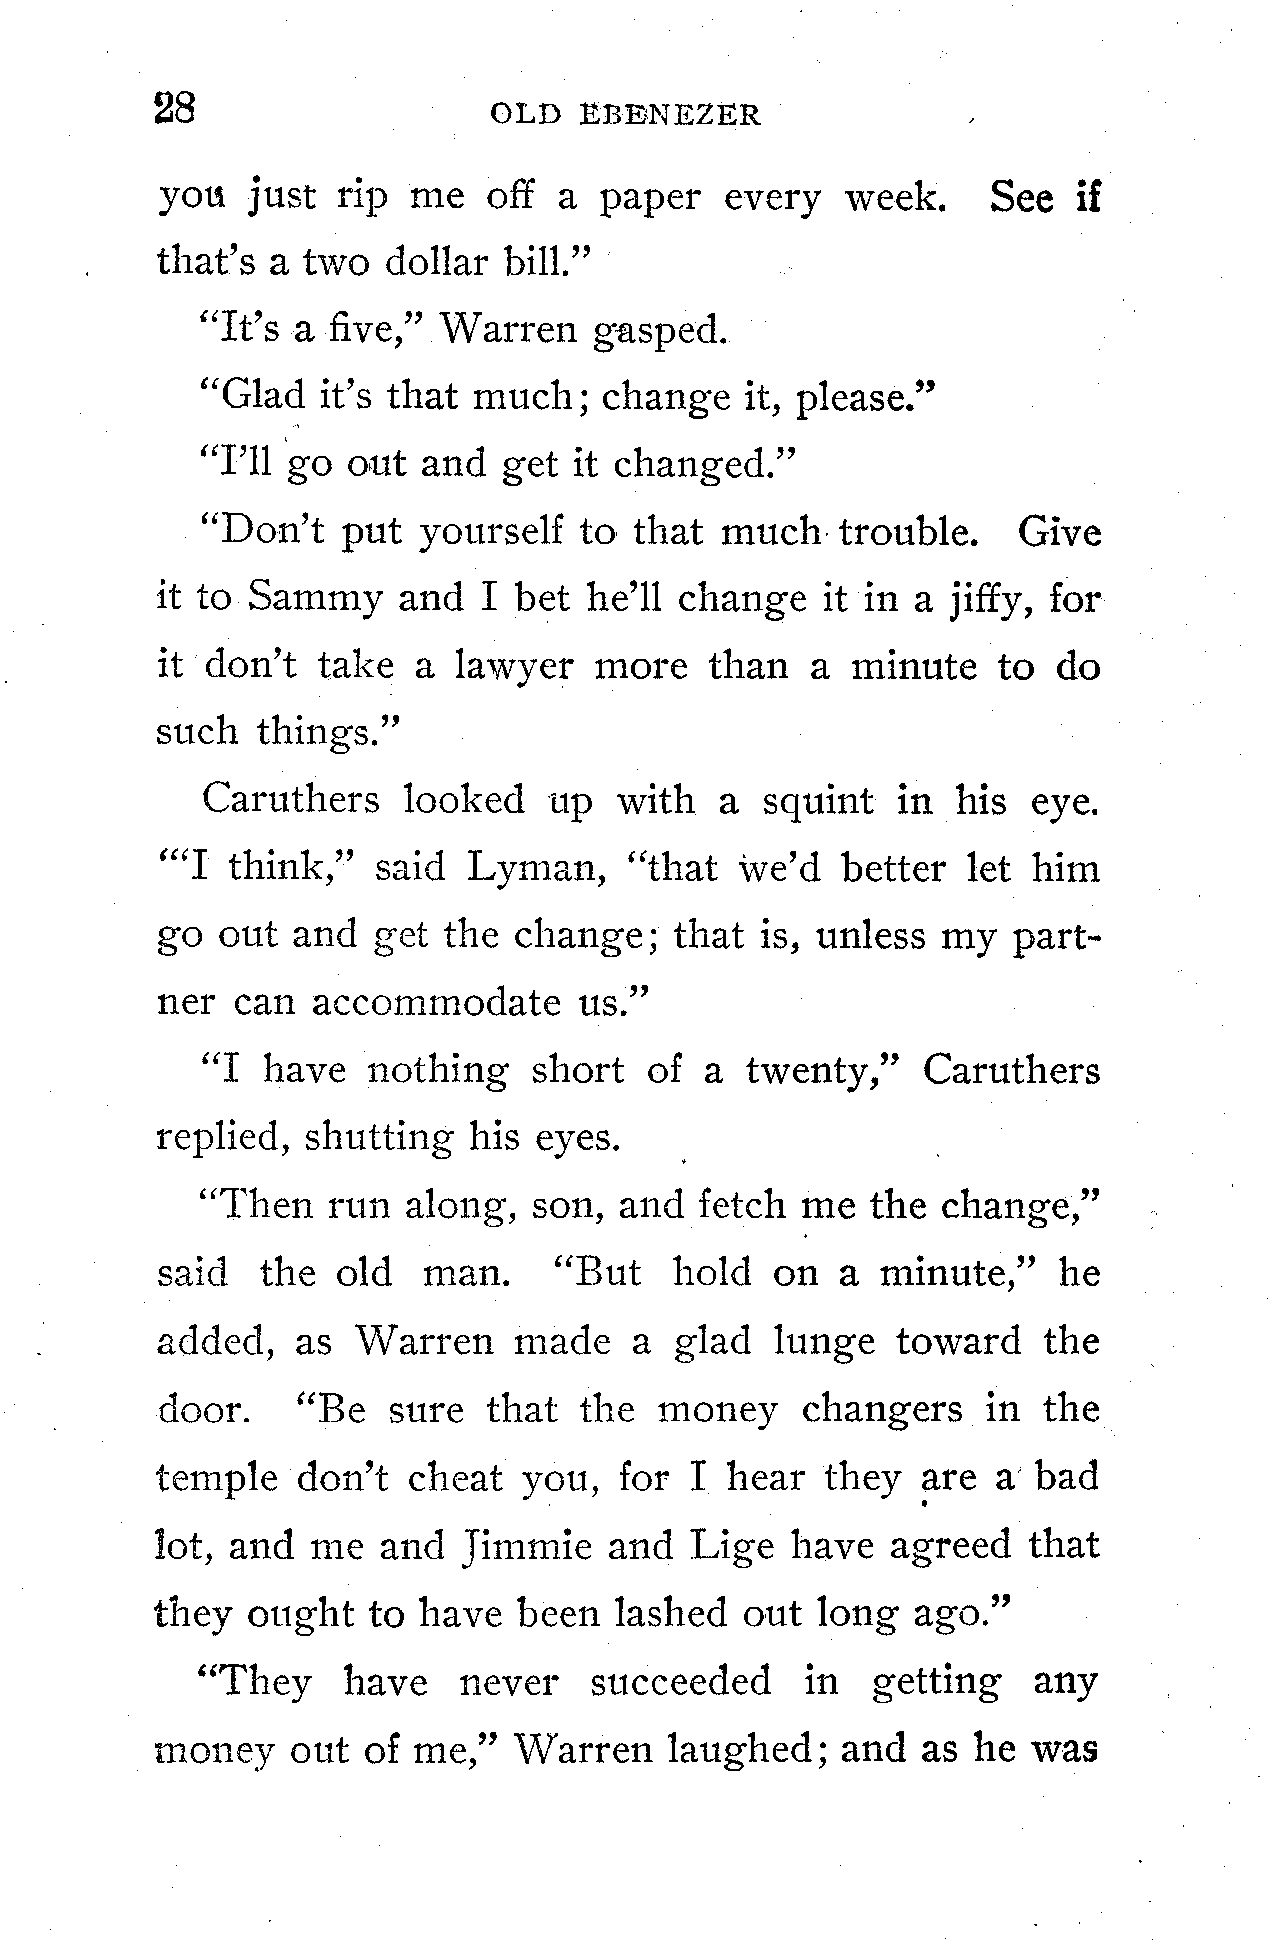 28 OLD EBENEZER
you just rip me off a paper every week. See if
that's a two dollar bill."
"It's a five," Warren gasped.
"Glad it's that much; change it, please."
"I'll go out and get it changed."
"Don't put yourself to that much trouble. Give
it to Sammy and I bet he'll change it in a jiffy, for
it don't take a lawyer more than a minute to do
such things."
Caruthers looked up with a squint in his eye.
"'I think," said Lyman, "that we'd better let him
go out and get the change; that is, unless my part-
ner can accommodate us."
"I have nothing short of a twenty," Caruthers
replied, shutting his eyes.
"Then run along, son, and fetch me the change,"
said the old man. "But hold on a minute," he
added, as Warren made a glad lunge toward the
door. "Be sure that the money changers in the
temple don't cheat you, for I hear they are a bad
lot, and me and Jimmie and Lige have agreed that
they ought to have been lashed out long ago."
"They have never succeeded in getting any
money out of me," Warren laughed; and as he was